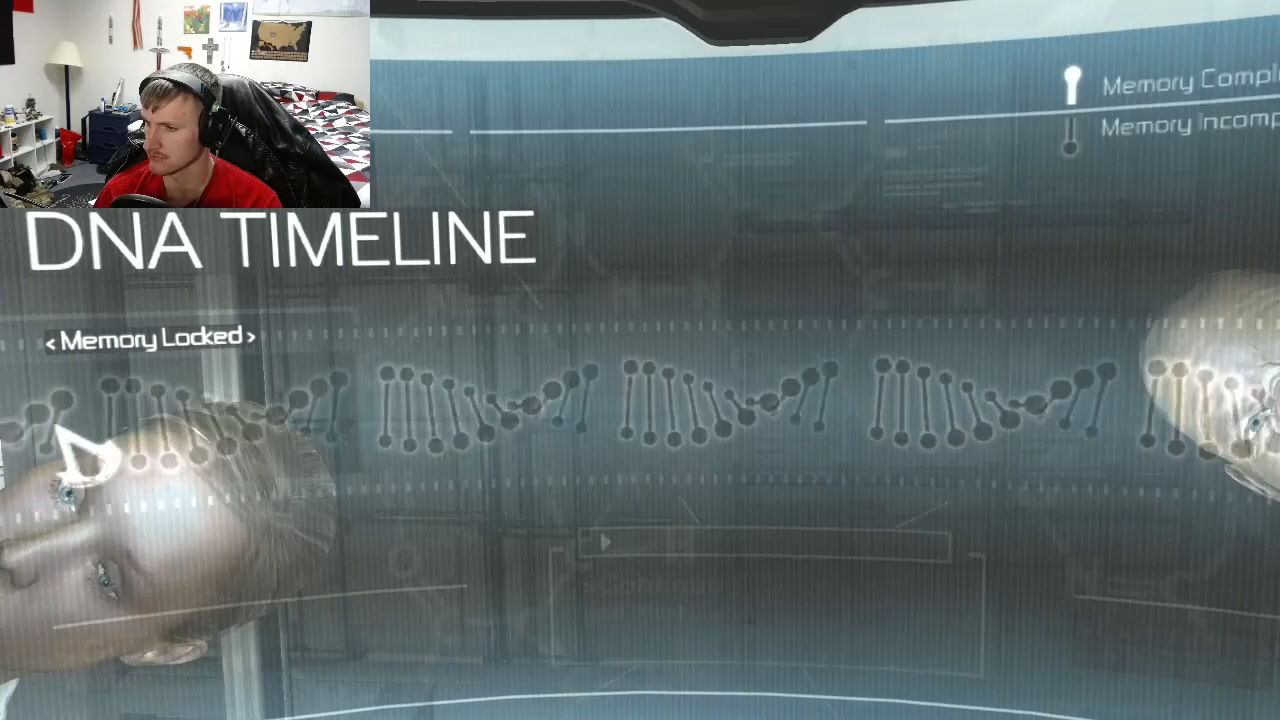 Memory Compl
Memory Incomp
DNA TIMELINE
< Memory Locked >